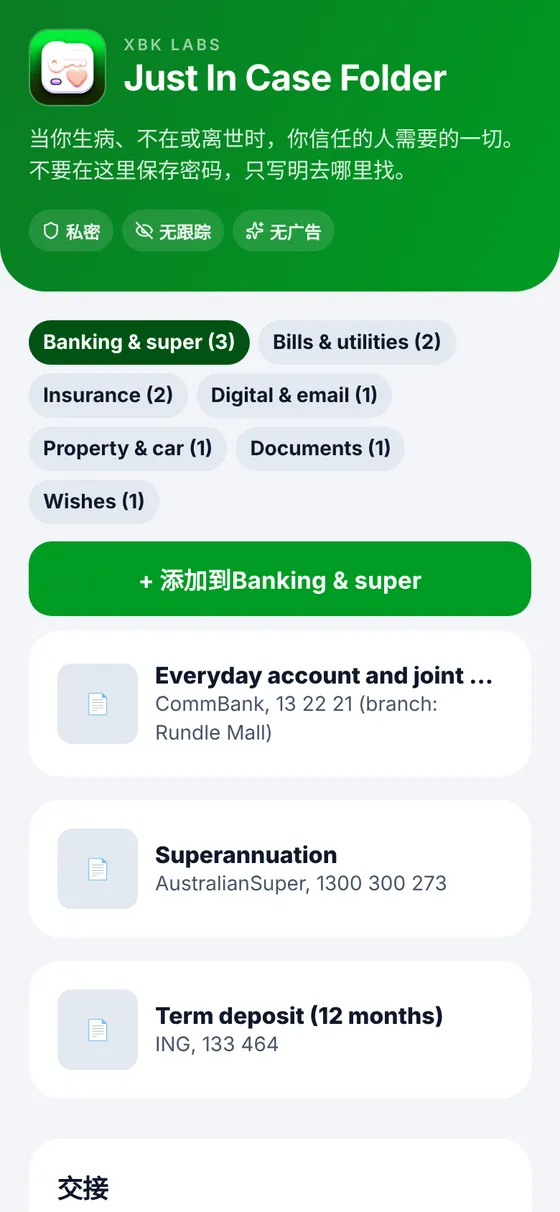 XBK LABS
Just In Case Folder
当你生病、不在或离世时，你信任的人需要的一切。
不要在这里保存密码，只写明去哪里找。
私密
无跟踪
无广告
Banking & super (3)
Bills & utilities (2)
Insurance (2)
Digital & email (1)
Property & car (1)
Documents (1)
Wishes (1)
+ 添加到Banking & super
Everyday account and joint …
CommBank, 13 22 21 (branch:
Rundle Mall)
Superannuation
AustralianSuper, 1300 300 273
Term deposit (12 months)
ING, 133 464
交接